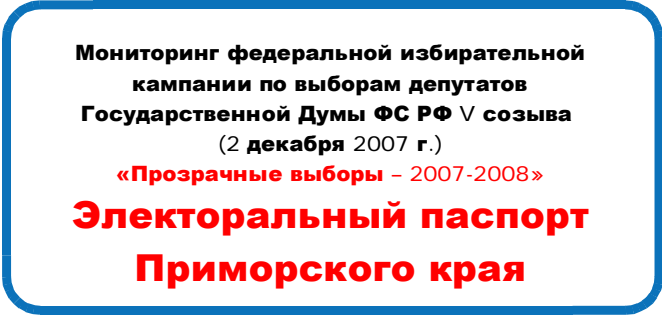 Мониторинг федеральной избирательной
кампании по выборам депутатов
Государственной Думы ФС РФ V созыва
(2 декабря 2007 г.)
«Прозрачные выборы – 2007-2008»
Электоральный паспорт
Приморского края